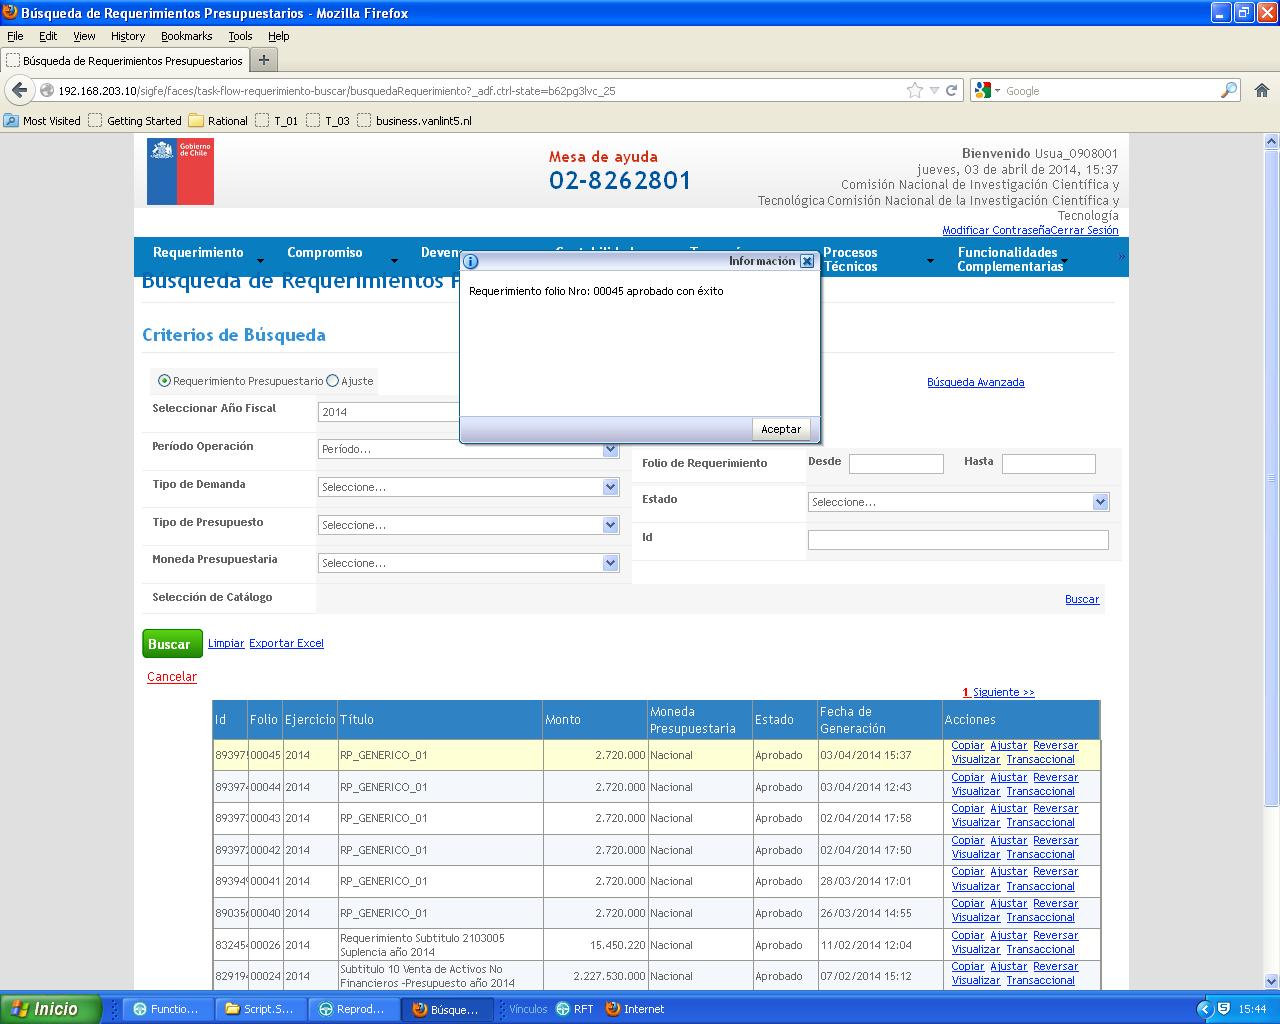 Búsqueda de Requerimientos Presupuestarios - Mozilla Firefox
File Edit View History Bookmarks Tools Help
Búsqueda de Requerimientos Presupuestarios
192.168.203.10/sigfe/faces/task-flow-requerimiento-buscar/busquedaRequerimiento?_adf.ctrl-state=b62pg3lvc_25
Google
Most Visited Getting Started Rational T_01 T_03 business.vanlint5.nl
Gobierno
de Chile
Mesa de ayuda
02-8262801
Bienvenido Usua_0908001
jueves, 03 de abril de 2014, 15:37
Comisión Nacional de Investigación Científica y
Tecnológica Comisión Nacional de la Investigación Científica y
Tecnología
Modificar ContraseñaCerrar Sesión
Requerimiento Compromiso Deven
Procesos
Técnicos
Funcionalidades
Complementarias
»
Búsqueda de Requerimientos P
Información
Requerimiento folio Nro: 00045 aprobado con éxito
Aceptar
Criterios de Búsqueda
Requerimiento Presupuestario Ajuste
Búsqueda Avanzada
Seleccionar Año Fiscal 2014
Período Operación Período...
Folio de Requerimiento Desde Hasta
Tipo de Demanda Seleccione...
Estado Seleccione...
Tipo de Presupuesto Seleccione...
Id
Moneda Presupuestaria Seleccione...
Selección de Catálogo Buscar
Buscar Limpiar Exportar Excel
Cancelar
1 Siguiente >>
Id Folio Ejercicio Título Monto Moneda Presupuestaria Estado Fecha de Generación Acciones
89397 00045 2014 RP_GENERICO_01 2.720.000 Nacional Aprobado 03/04/2014 15:37 Copiar Ajustar Reversar
Visualizar Transaccional
89397 00044 2014 RP_GENERICO_01 2.720.000 Nacional Aprobado 03/04/2014 12:43 Copiar Ajustar Reversar
Visualizar Transaccional
89397 00043 2014 RP_GENERICO_01 2.720.000 Nacional Aprobado 02/04/2014 17:58 Copiar Ajustar Reversar
Visualizar Transaccional
89397 00042 2014 RP_GENERICO_01 2.720.000 Nacional Aprobado 02/04/2014 17:50 Copiar Ajustar Reversar
Visualizar Transaccional
89394 00041 2014 RP_GENERICO_01 2.720.000 Nacional Aprobado 28/03/2014 17:01 Copiar Ajustar Reversar
Visualizar Transaccional
89035 00040 2014 RP_GENERICO_01 2.720.000 Nacional Aprobado 26/03/2014 14:55 Copiar Ajustar Reversar
Visualizar Transaccional
83245 00026 2014 Requerimiento Subtitulo 2103005 Suplencia año 2014 15.450.220 Nacional Aprobado 11/02/2014 12:04 Copiar Ajustar Reversar
Visualizar Transaccional
82919 00024 2014 Subtitulo 10 Venta de Activos No Financieros -Presupuesto año 2014 2.227.530.000 Nacional Aprobado 07/02/2014 15:12 Copiar Ajustar Reversar
Visualizar Transaccional
Inicio Functio... Script.S... Reprod... Búsque... Vínculos RFT Internet 15:44